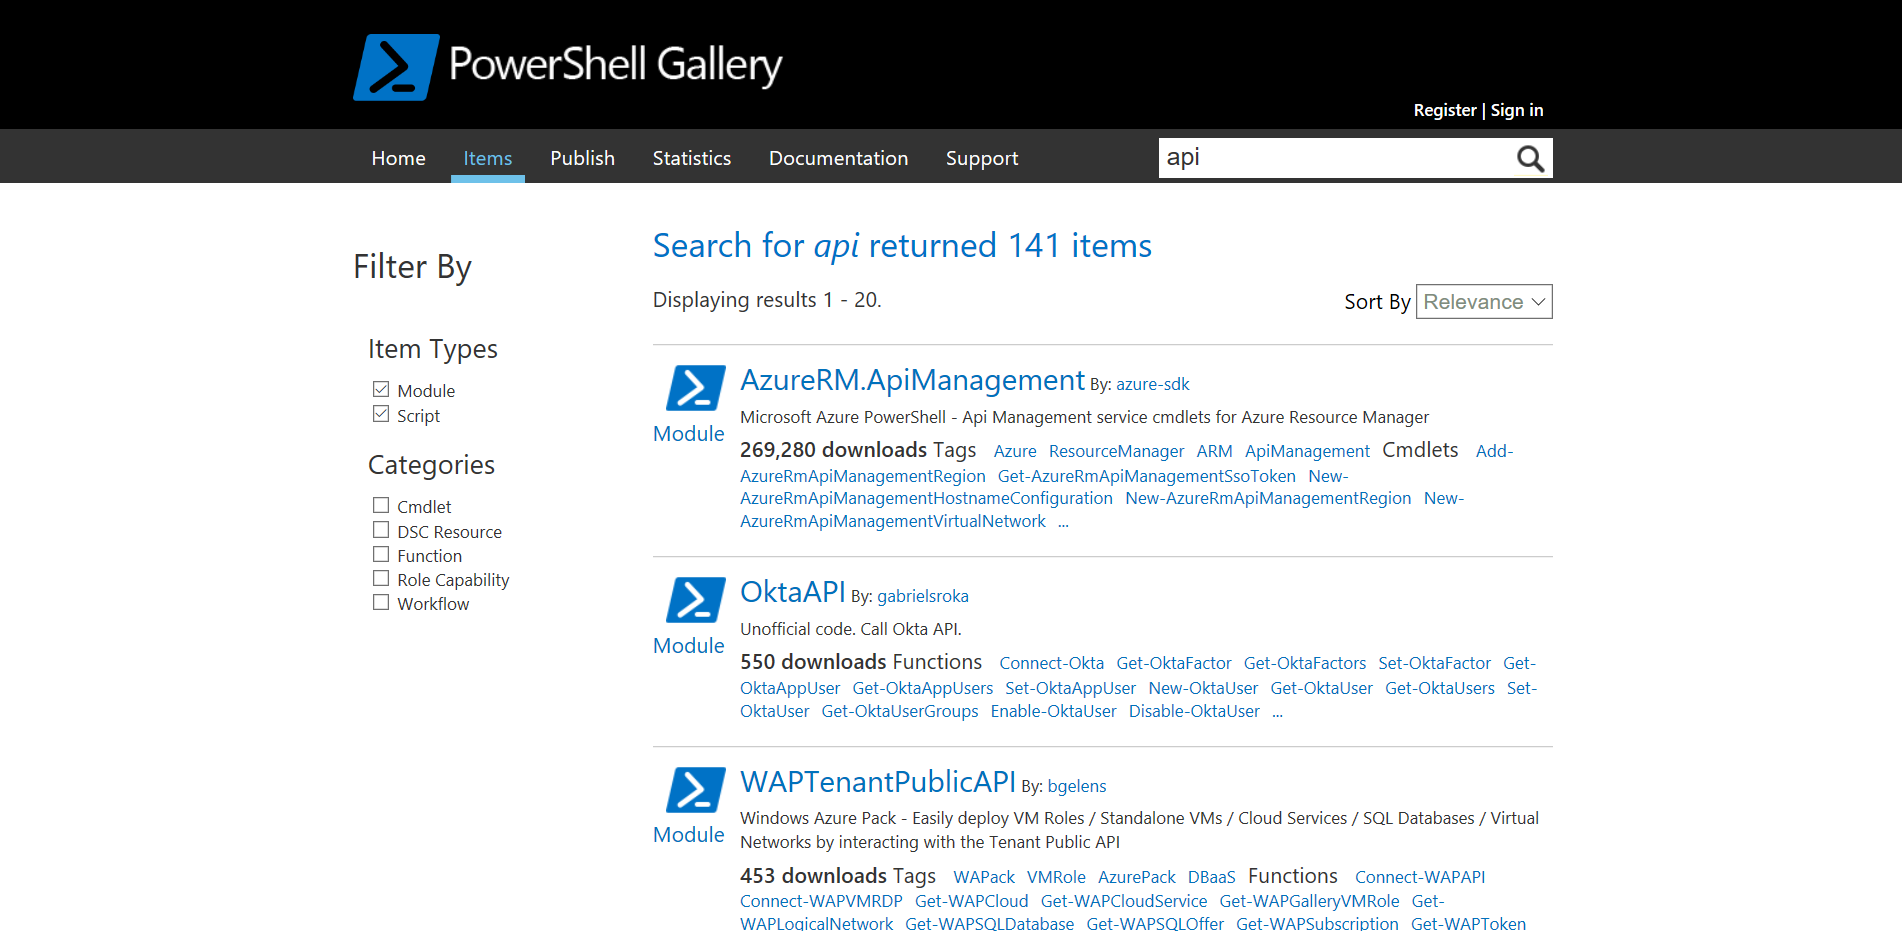 PowerShell Gallery
Register | Sign in
Home Items Publish Statistics Documentation Support api
Filter By
Item Types
Module
Script
Categories
Cmdlet
DSC Resource
Function
Role Capability
Workflow
Search for api returned 141 items
Displaying results 1 - 20.
Sort By Relevance
AzureRM.ApiManagement By: azure-sdk
Module
Microsoft Azure PowerShell - Api Management service cmdlets for Azure Resource Manager
269,280 downloads Tags Azure ResourceManager ARM ApiManagement Cmdlets Add-
AzureRmApiManagementRegion Get-AzureRmApiManagementSsoToken New-
AzureRmApiManagementHostnameConfiguration New-AzureRmApiManagementRegion New-
AzureRmApiManagementVirtualNetwork ...
OktaAPI By: gabrielsroka
Module
Unofficial code. Call Okta API.
550 downloads Functions Connect-Okta Get-OktaFactor Get-OktaFactors Set-OktaFactor Get-
OktaAppUser Get-OktaAppUsers Set-OktaAppUser New-OktaUser Get-OktaUser Get-OktaUsers Set-
OktaUser Get-OktaUserGroups Enable-OktaUser Disable-OktaUser ...
WAPTenantPublicAPI By: bgelens
Module
Windows Azure Pack - Easily deploy VM Roles / Standalone VMs / Cloud Services / SQL Databases / Virtual
Networks by interacting with the Tenant Public API
453 downloads Tags WAPack VMRole AzurePack DBaaS Functions Connect-WAPAPI
Connect-WAPVMRDP Get-WAPCloud Get-WAPCloudService Get-WAPGalleryVMRole Get-
WAPLogicalNetwork Get-WAPSQLDatabase Get-WAPSQLOffer Get-WAPSubscription Get-WAPToken